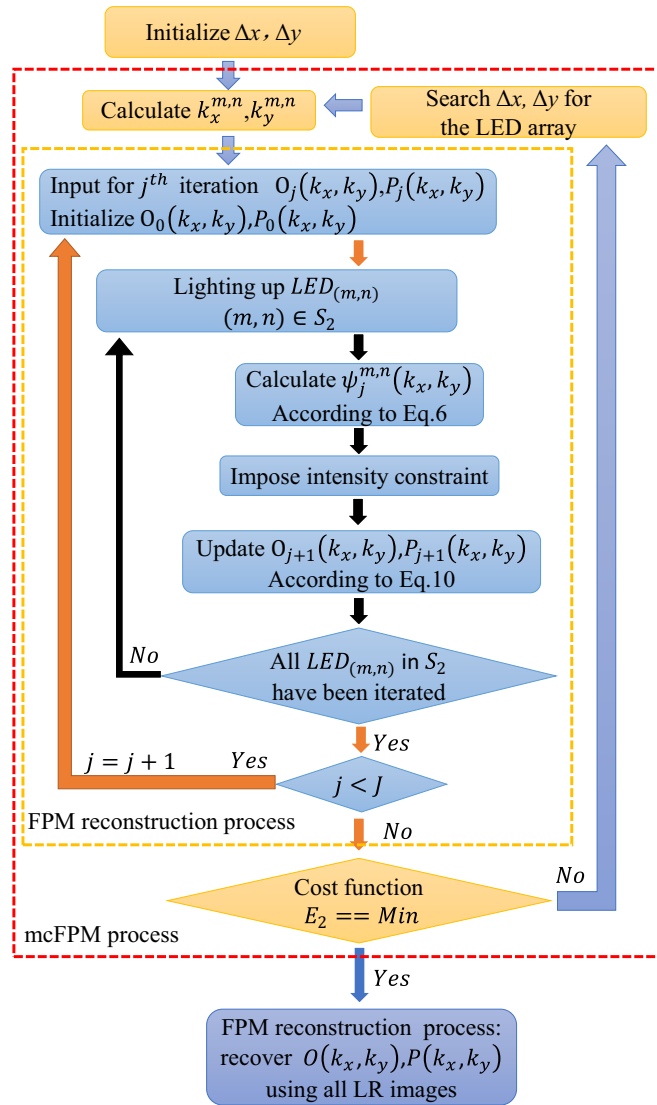 Initialize Δx, Δy
Calculate k_x^{m,n}, k_y^{m,n}
Search Δx, Δy for
the LED array
Input for j^{th} iteration O_j(k_x, k_y), P_j(k_x, k_y)
Initialize O_0(k_x, k_y), P_0(k_x, k_y)
Lighting up LED_{(m,n)}
(m, n) ∈ S_2
Calculate ψ_j^{m,n}(k_x, k_y)
According to Eq.6
Impose intensity constraint
Update O_{j+1}(k_x, k_y), P_{j+1}(k_x, k_y)
According to Eq.10
No
All LED_{(m,n)} in S_2
have been iterated
Yes
j = j + 1
Yes
j < J
FPM reconstruction process
No
Cost function
E_2 == Min
No
mcFPM process
Yes
FPM reconstruction process:
recover O(k_x, k_y), P(k_x, k_y)
using all LR images